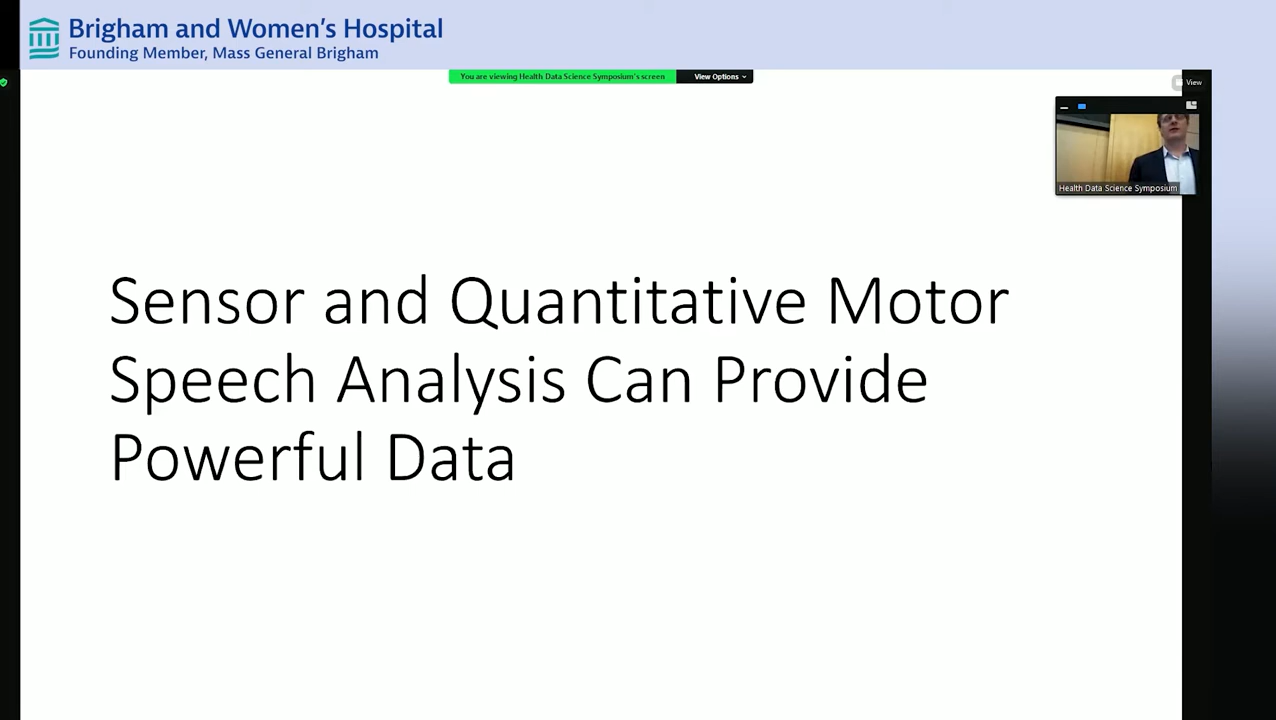 Brigham and Women's Hospital
Founding Member, Mass General Brigham
You are viewing Health Data Science Symposium's screen
View Options
View
Health Data Science Symposium
Sensor and Quantitative Motor
Speech Analysis Can Provide
Powerful Data